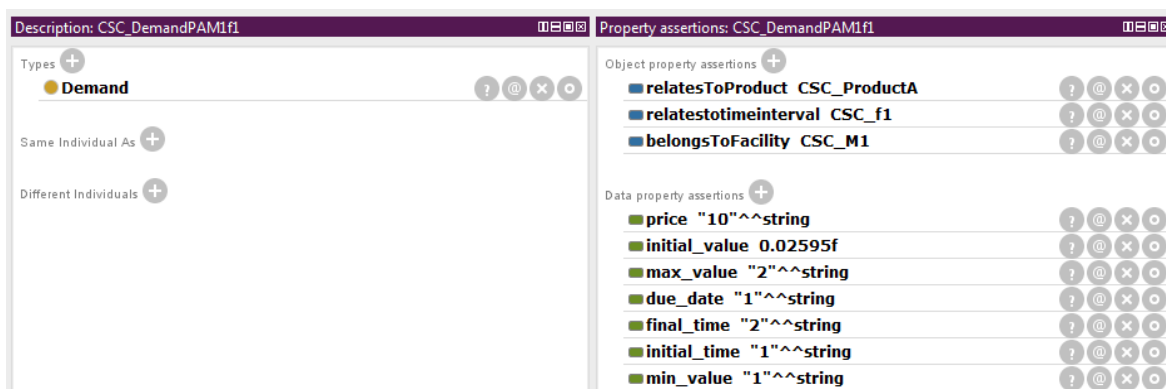 Description: CSC_DemandPAM1f1
Types
Demand
Same Individual As
Different Individuals
Property assertions: CSC_DemandPAM1f1
Object property assertions
relatesToProduct CSC_ProductA
relatestotimeinterval CSC_f1
belongsToFacility CSC_M1
Data property assertions
price "10"^^string
initial_value 0.02595f
max_value "2"^^string
due_date "1"^^string
final_time "2"^^string
initial_time "1"^^string
min_value "1"^^string